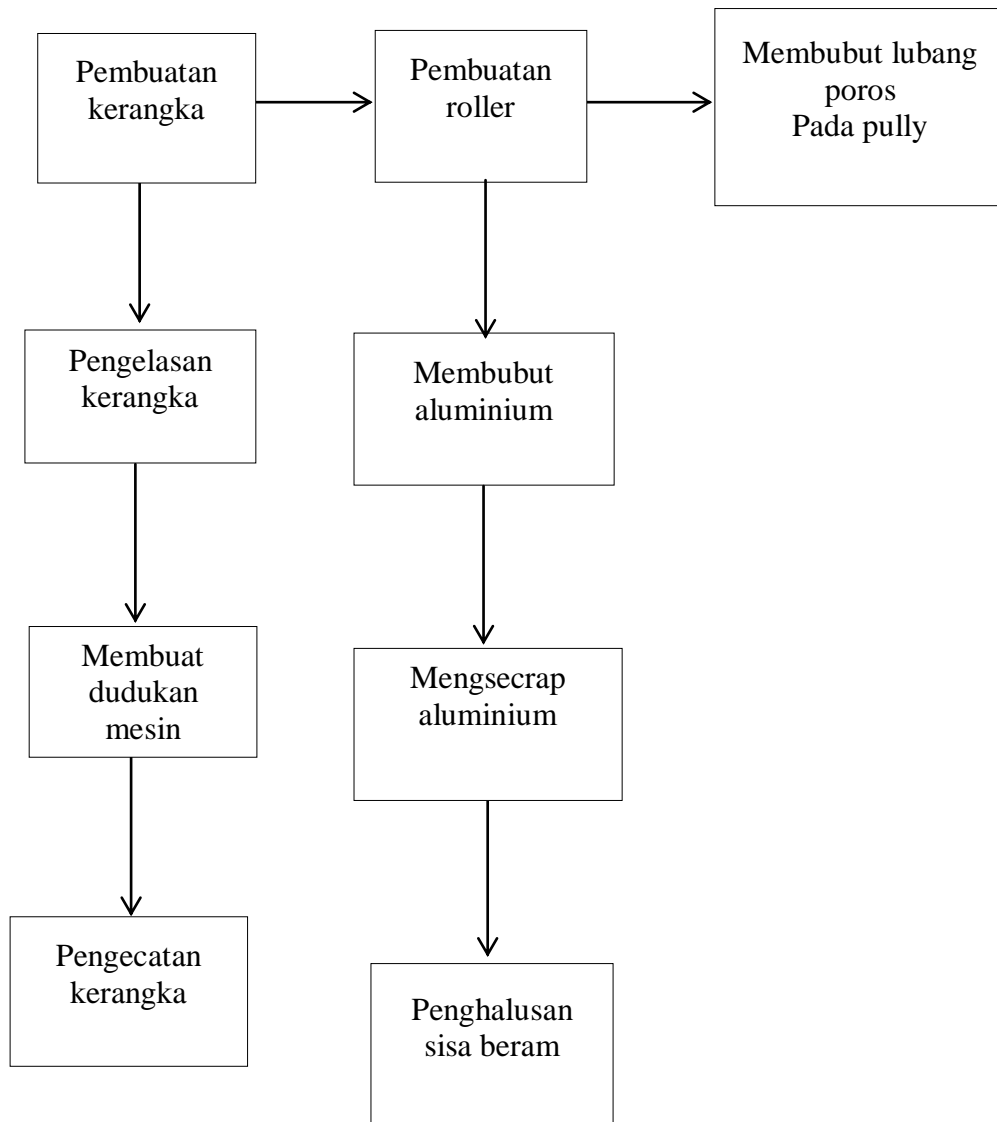 Pembuatan
kerangka
Pembuatan
roller
Membubut lubang
poros
Pada pully
Pengelasan
kerangka
Membubut
aluminium
Membuat
dudukan
mesin
Mengsecrap
aluminium
Pengecatan
kerangka
Penghalusan
sisa beram